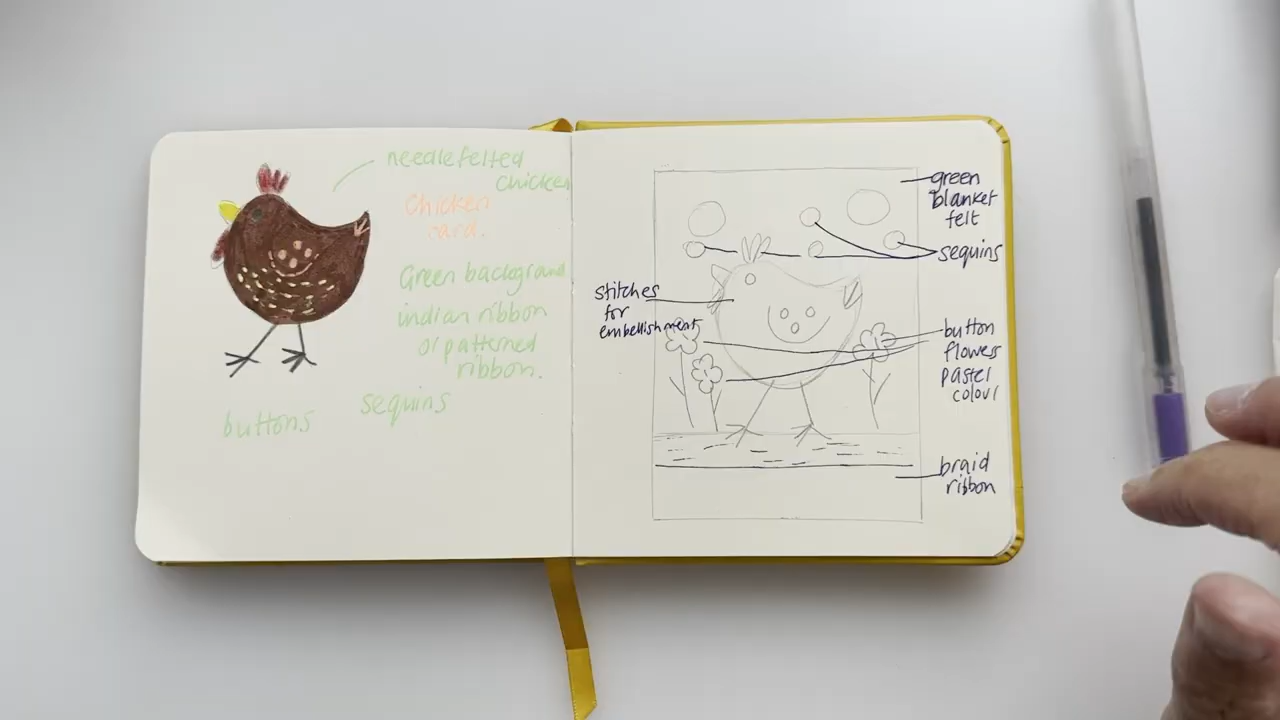 needlefelted
chicken
Chicken
card.
Green background
indian ribbon
or patterned
ribbon.
sequins
buttons
green
blanket
felt
sequins
stitches
for
embellishment
button
flowers
pastel
colour
braid
ribbon